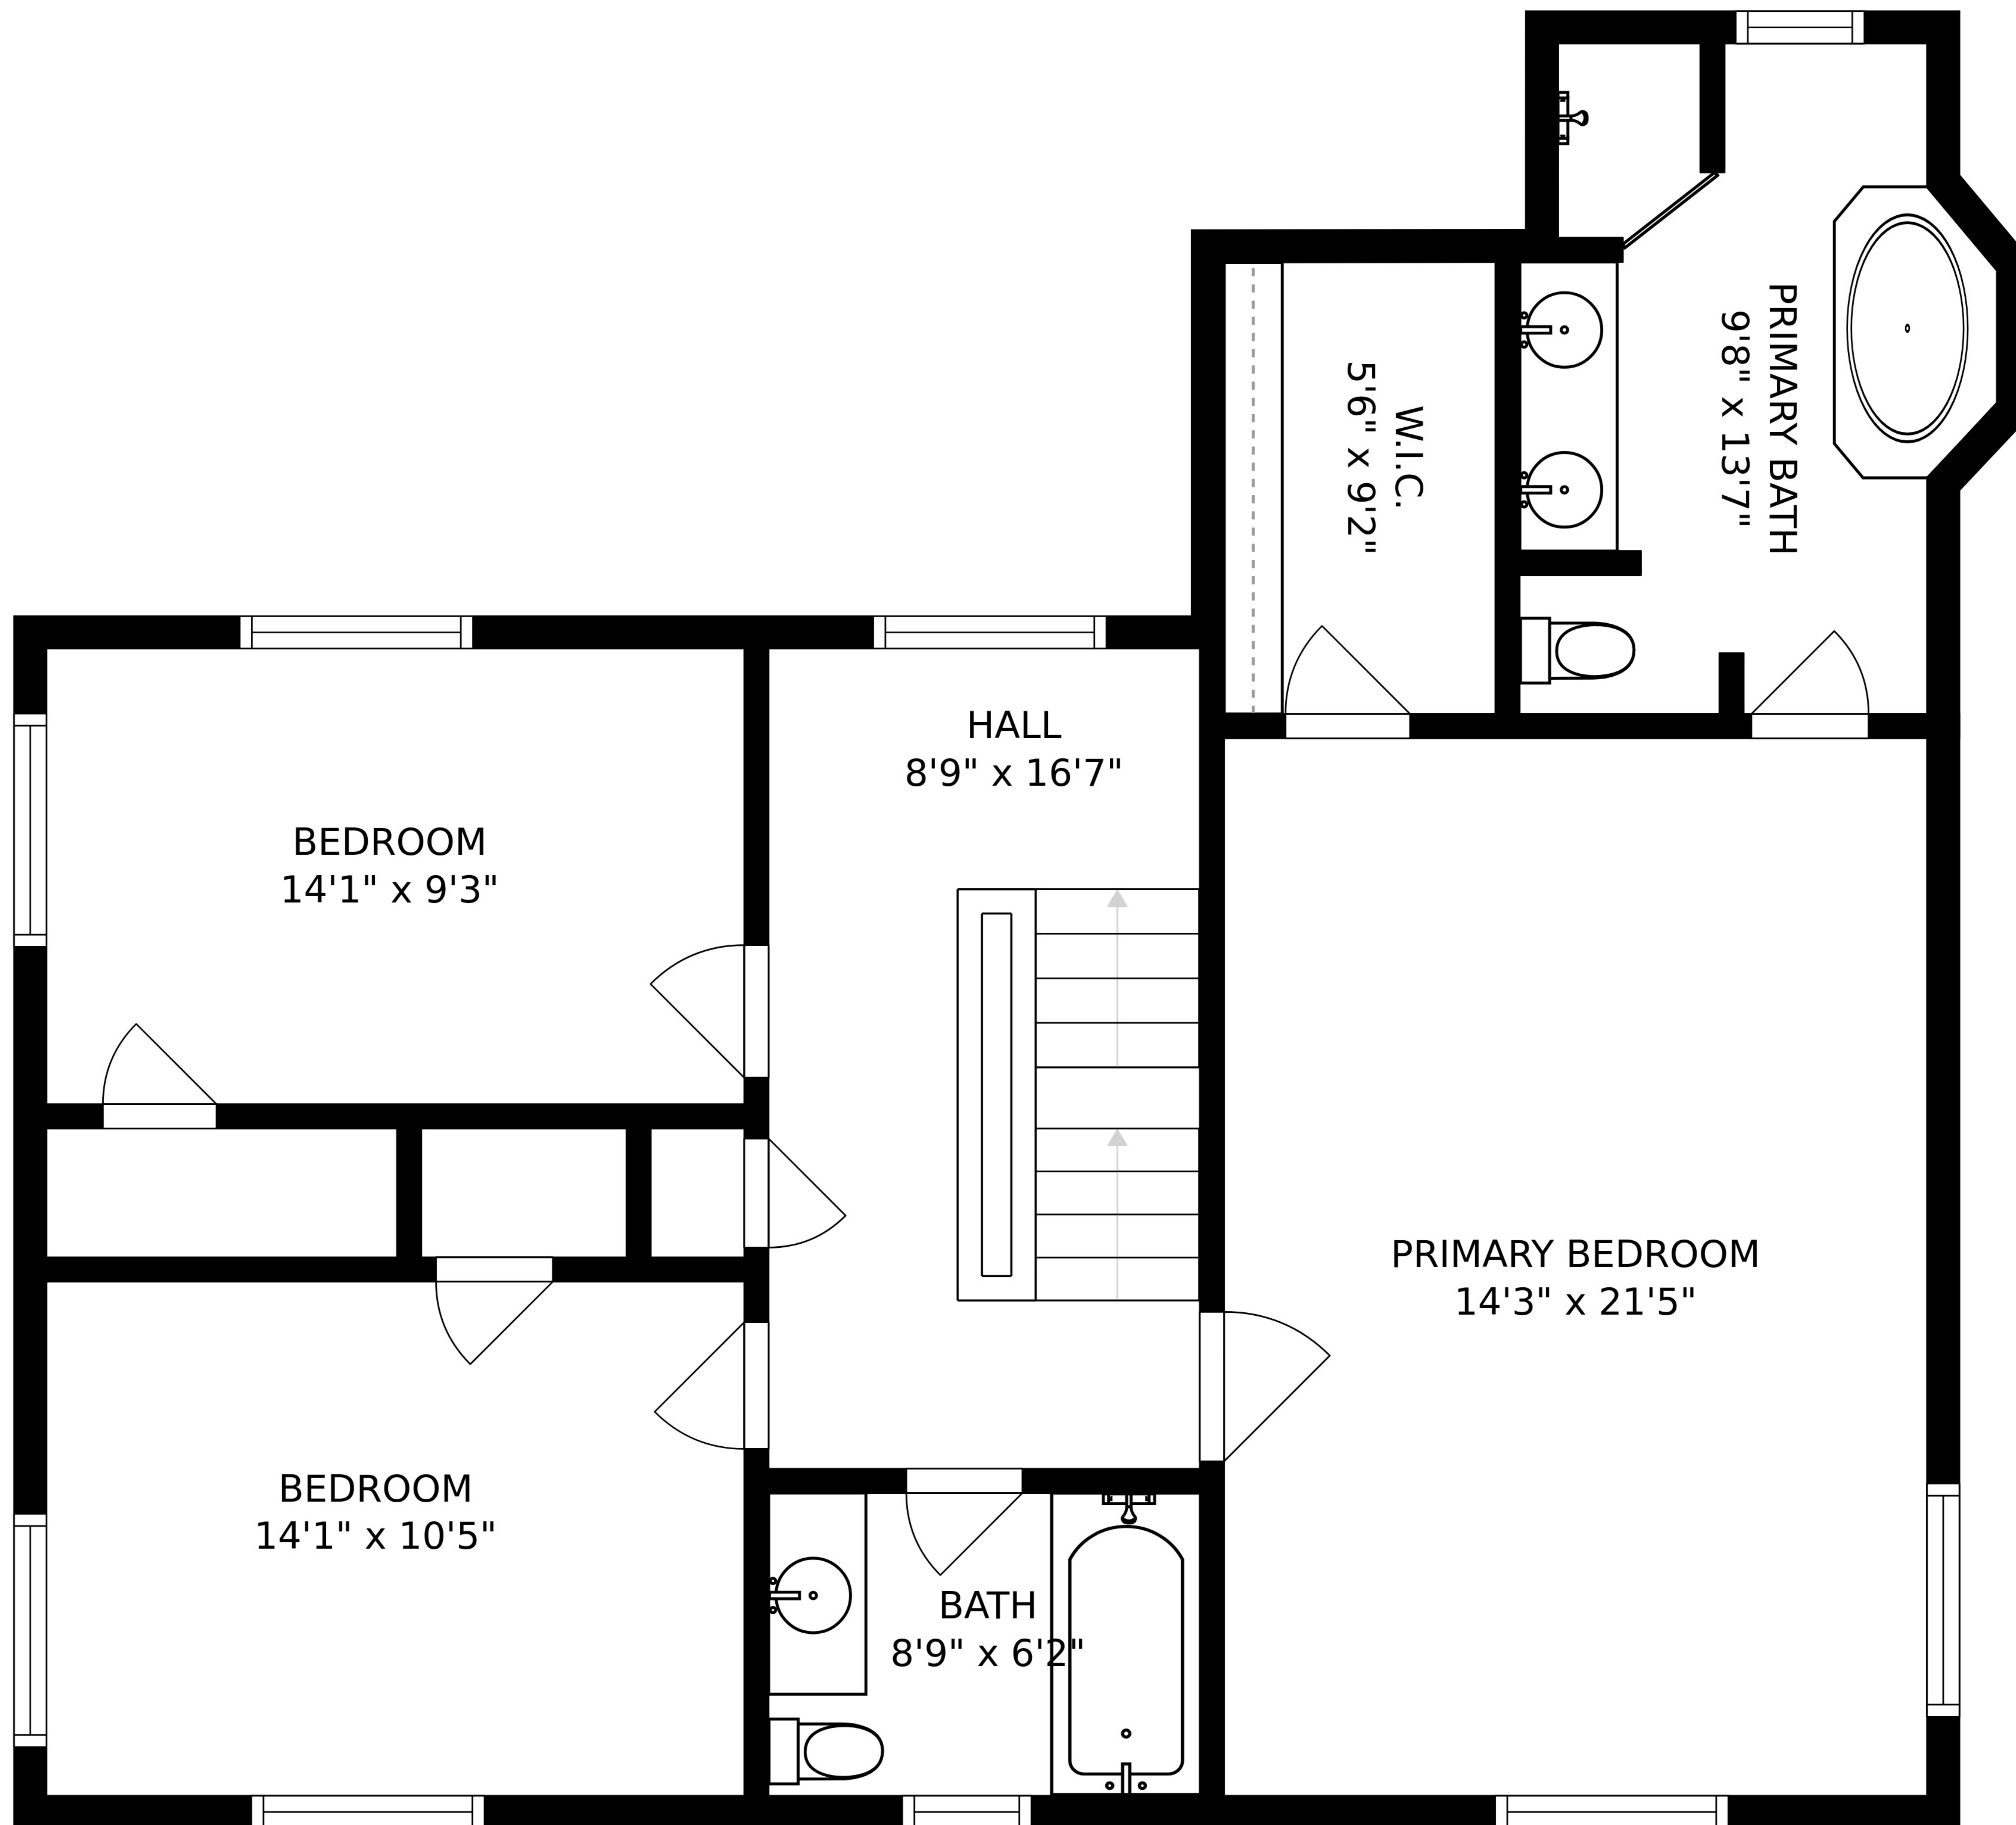 PRIMARY BATH
9'8" x 13'7"
W.I.C.
5'6" x 9'2"
HALL
8'9" x 16'7"
BEDROOM
14'1" x 9'3"
PRIMARY BEDROOM
14'3" x 21'5"
BEDROOM
14'1" x 10'5"
BATH
8'9" x 6'2"